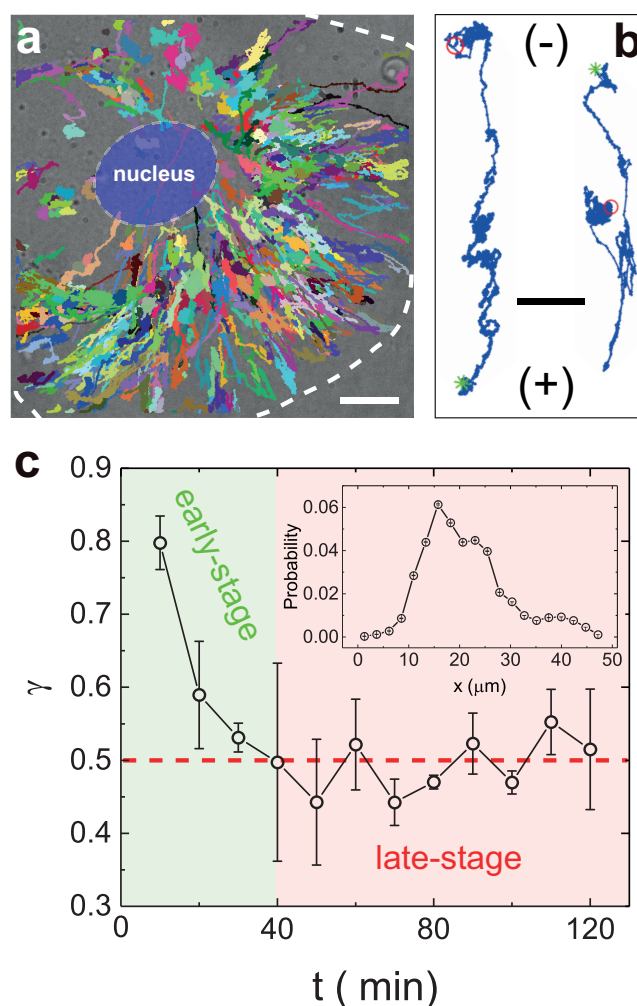 a
nucleus
b
(-)
(+)
c
0.9
0.8
0.7
0.6
0.5
0.4
0.3
γ
early-stage
late-stage
0.06
0.04
0.02
0.00
Probability
0 10 20 30 40 50
x (μm)
0 40 80 120
t ( min)